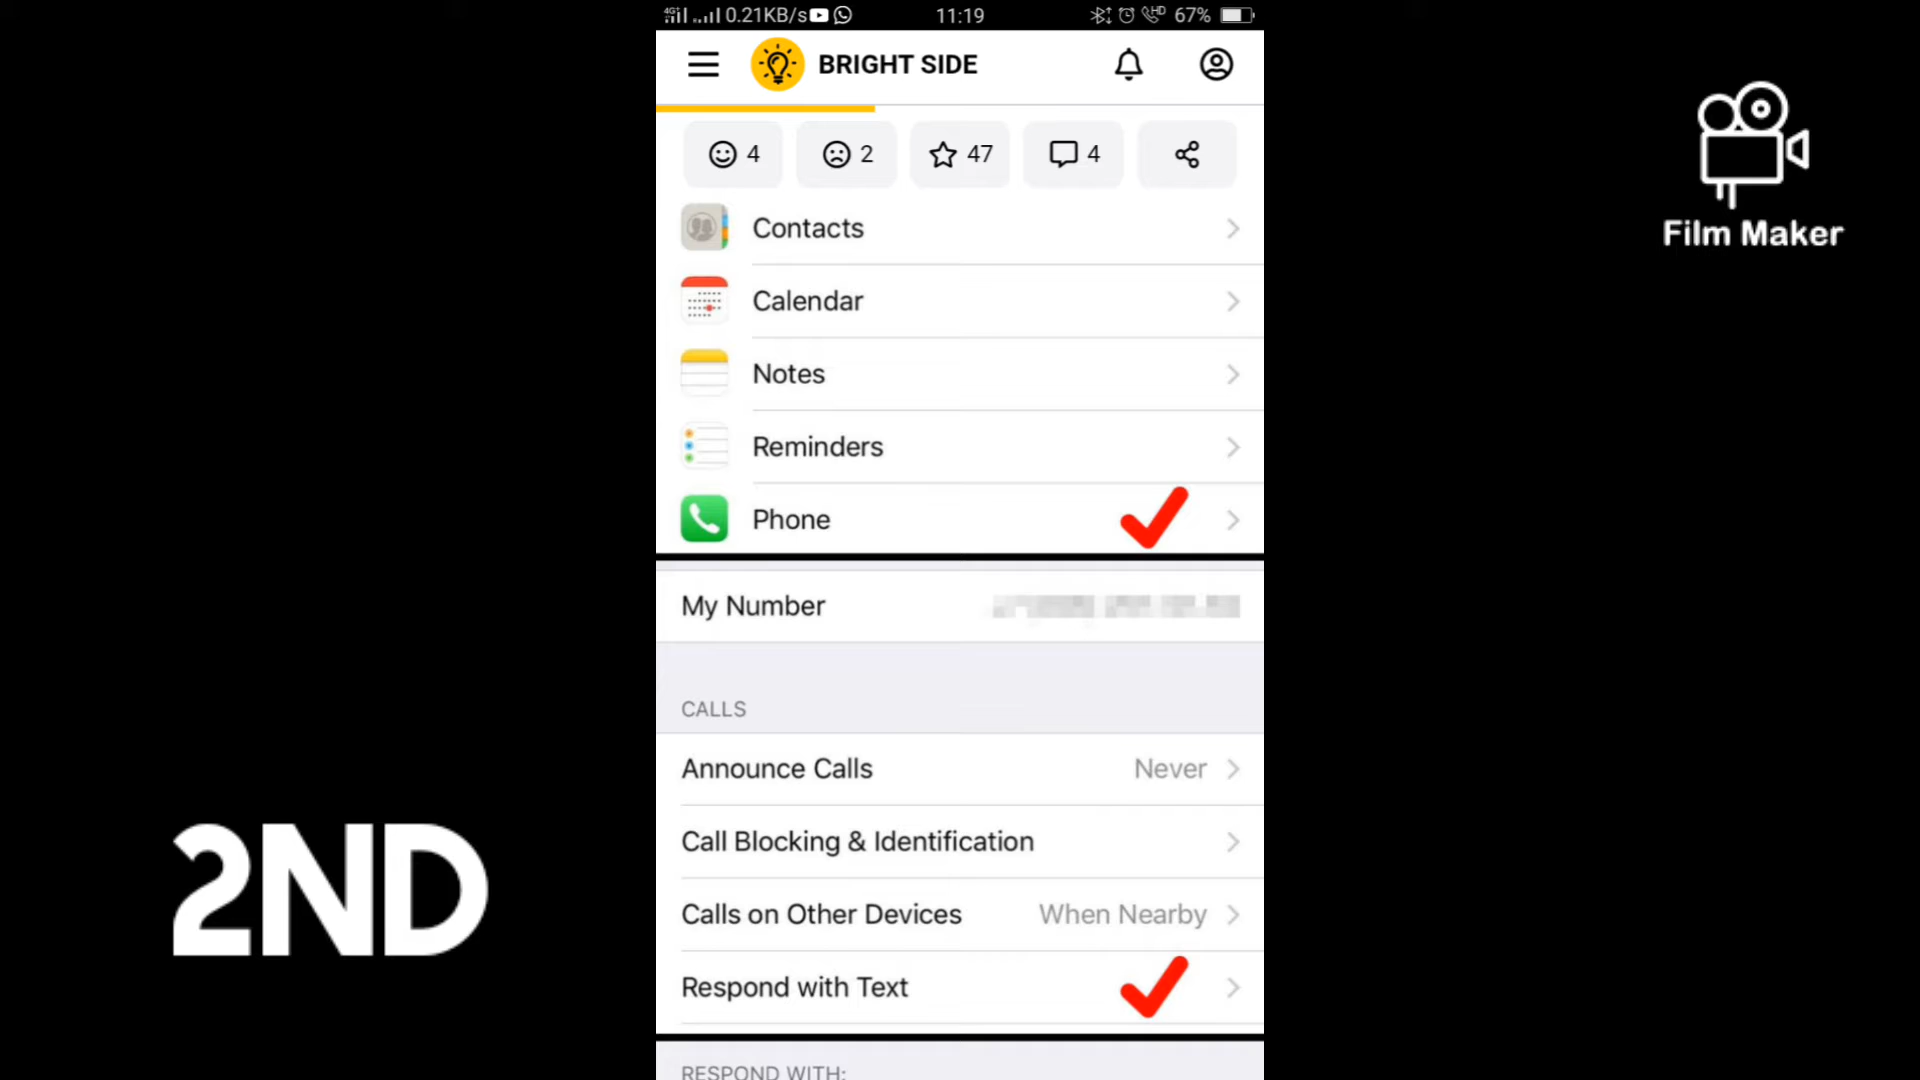 0.21KB/s 11:19 HD 67%
BRIGHT SIDE
4 2 47 4
Contacts
Calendar
Notes
Reminders
Phone
My Number
CALLS
Announce Calls Never
Call Blocking & Identification
Calls on Other Devices When Nearby
Respond with Text
RESPOND WITH:
Film Maker
2ND